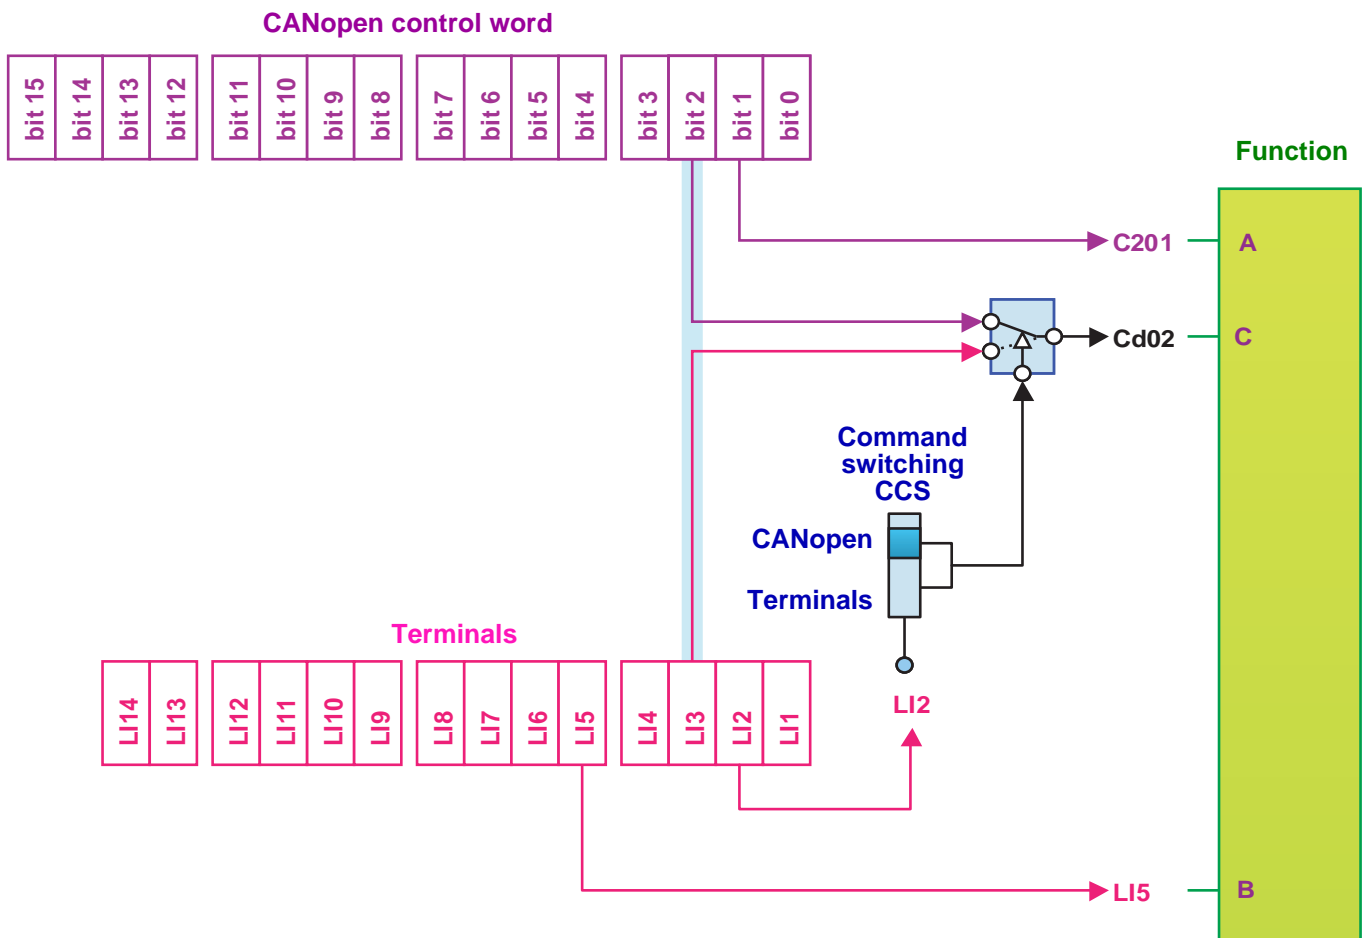 CANopen control word
bit 15
bit 14
bit 13
bit 12
bit 11
bit 10
bit 9
bit 8
bit 7
bit 6
bit 5
bit 4
bit 3
bit 2
bit 1
bit 0
Function
C201
A
Cd02
C
Command
switching
CCS
CANopen
Terminals
Terminals
LI14
LI13
LI12
LI11
LI10
LI9
LI8
LI7
LI6
LI5
LI4
LI3
LI2
LI1
LI2
LI5
B